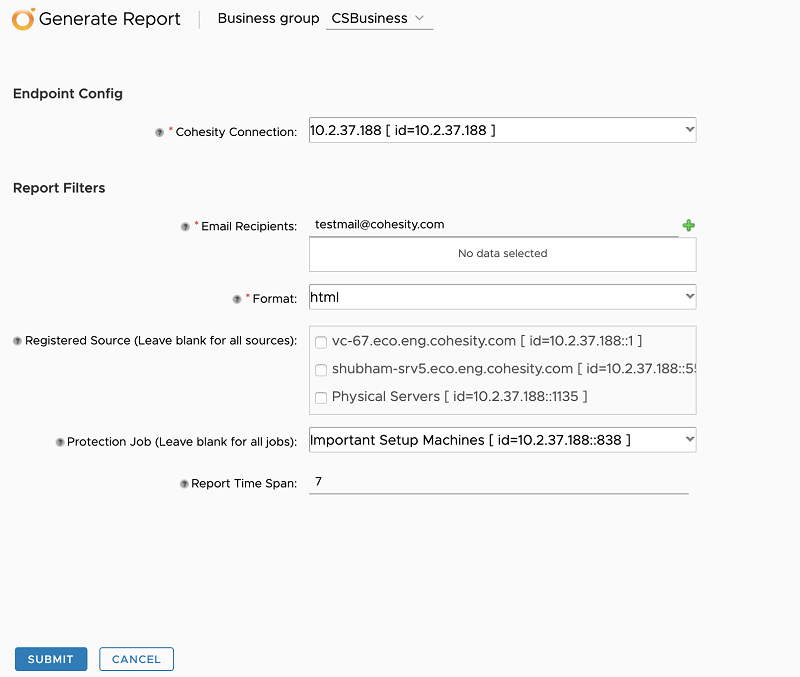 Generate Report Business group CSBusiness
Endpoint Config
* Cohesity Connection: 10.2.37.188 [ id=10.2.37.188 ]
Report Filters
* Email Recipients: testmail@cohesity.com
No data selected
* Format: html
Registered Source (Leave blank for all sources): vc-67.eco.eng.cohesity.com [ id=10.2.37.188::1 ]
shubham-srv5.eco.eng.cohesity.com [ id=10.2.37.188::55
Physical Servers [ id=10.2.37.188::1135 ]
Protection Job (Leave blank for all jobs): Important Setup Machines [ id=10.2.37.188::838 ]
Report Time Span: 7
SUBMIT CANCEL